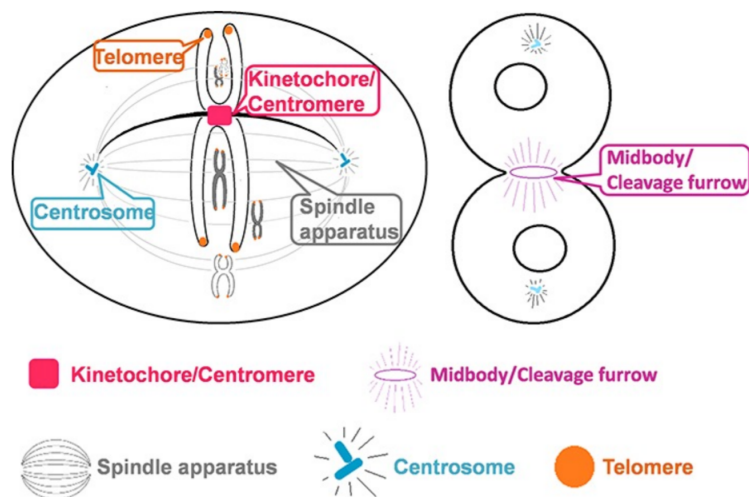 Telomere
Kinetochore/
Centromere
Centrosome
Spindle
apparatus
Midbody/
Cleavage furrow
Kinetochore/Centromere
Midbody/Cleavage furrow
Spindle apparatus
Centrosome
Telomere